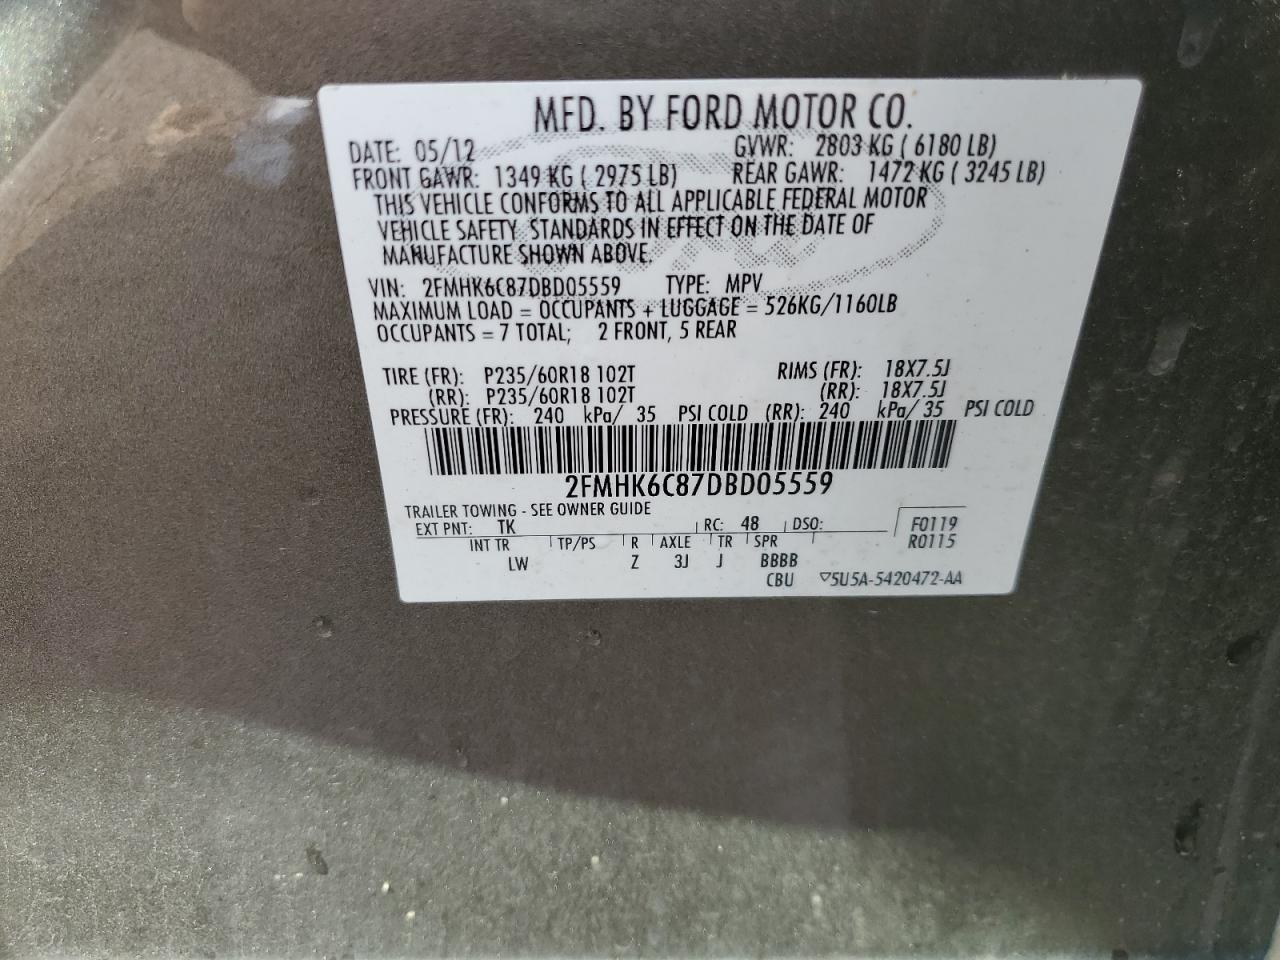 MFD. BY FORD MOTOR CO.
DATE: 05/12 GVWR: 2803 KG ( 6180 LB)
FRONT GAWR: 1349 KG ( 2975 LB) REAR GAWR: 1472 KG ( 3245 LB)
THIS VEHICLE CONFORMS TO ALL APPLICABLE FEDERAL MOTOR
VEHICLE SAFETY STANDARDS IN EFFECT ON THE DATE OF
MANUFACTURE SHOWN ABOVE.
VIN: 2FMHK6C87DBD05559 TYPE: MPV
MAXIMUM LOAD = OCCUPANTS + LUGGAGE = 526KG/1160LB
OCCUPANTS = 7 TOTAL; 2 FRONT, 5 REAR
TIRE (FR): P235/60R18 102T RIMS (FR): 18X7.5J
(RR): P235/60R18 102T (RR): 18X7.5J
PRESSURE (FR): 240 kPa/ 35 PSI COLD (RR): 240 kPa/ 35 PSI COLD
2FMHK6C87DBD05559
TRAILER TOWING - SEE OWNER GUIDE
EXT PNT: TK RC: 48 DSO: F0119
INT TR TP/PS R AXLE TR SPR R0115
LW Z 3J J BBBB
CBU ▽5U5A-5420472-AA